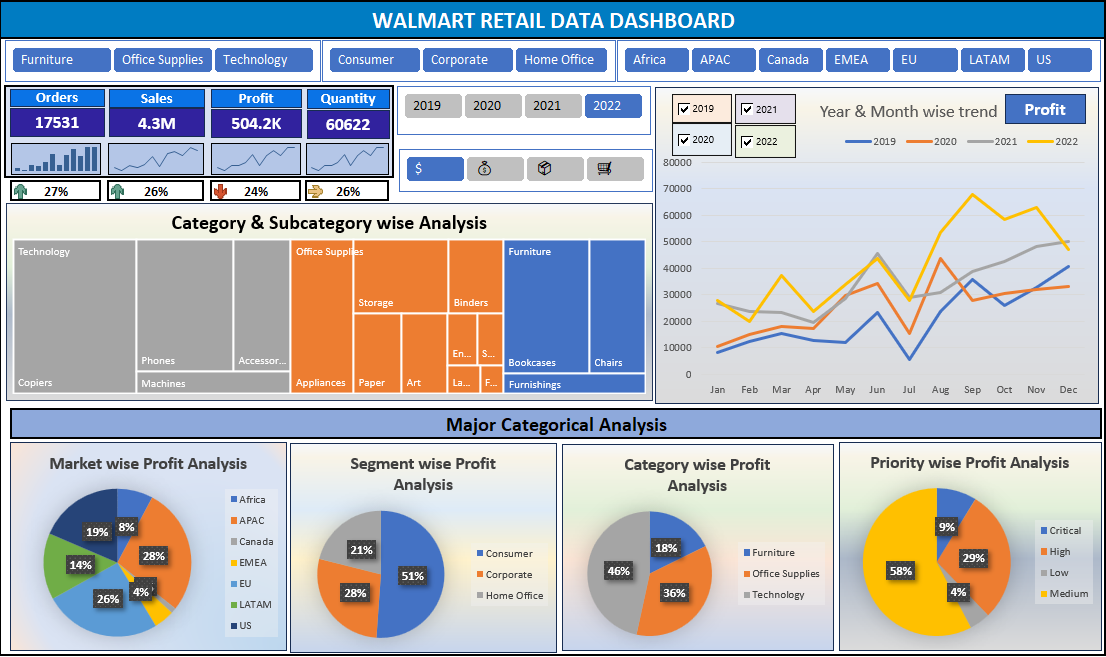 WALMART RETAIL DATA DASHBOARD
Furniture Office Supplies Technology Consumer Corporate Home Office Africa APAC Canada EMEA EU LATAM US
Orders Sales Profit Quantity
17531 4.3M 504.2K 60622
27% 26% 24% 26%
2019 2020 2021 2022
$
2019 2021
2020 2022
Year & Month wise trend Profit
2019 2020 2021 2022
80000
70000
60000
50000
40000
30000
20000
10000
0
Jan Feb Mar Apr May Jun Jul Aug Sep Oct Nov Dec
Category & Subcategory wise Analysis
Technology Office Supplies Furniture
Storage Binders
Phones Accessor... En... S... Bookcases Chairs
Copiers Machines Appliances Paper Art La... F... Furnishings
Major Categorical Analysis
Market wise Profit Analysis
19% 8%
28%
14%
26% 4%
Africa
APAC
Canada
EMEA
EU
LATAM
US
Segment wise Profit
Analysis
21%
51%
28%
Consumer
Corporate
Home Office
Category wise Profit
Analysis
18%
46%
36%
Furniture
Office Supplies
Technology
Priority wise Profit Analysis
9%
29%
58%
4%
Critical
High
Low
Medium